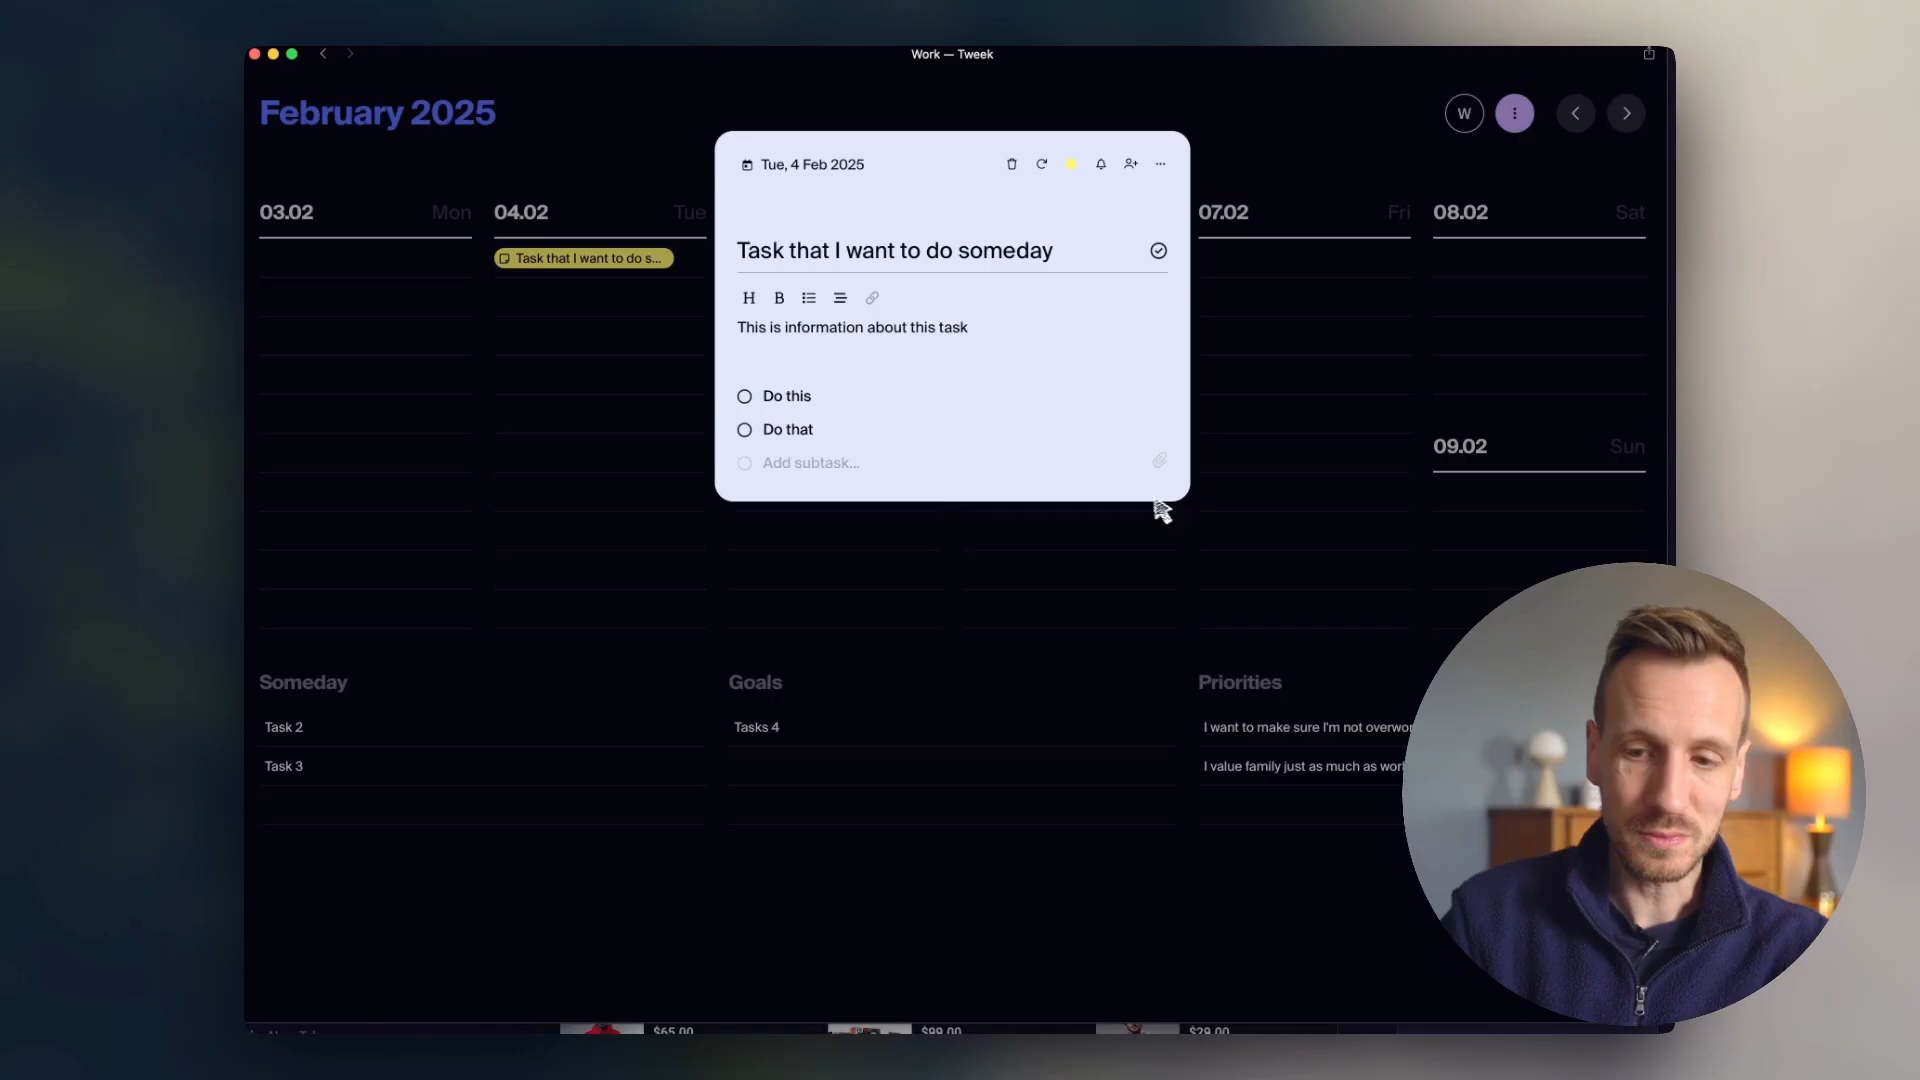 Work — Tweek
February 2025
W
Tue, 4 Feb 2025
03.02 Mon
04.02 Tue
07.02 Fri
08.02 Sat
Task that I want to do s...
Task that I want to do someday
H B
This is information about this task
Do this
Do that
Add subtask...
09.02 Sun
Someday
Goals
Priorities
Task 2
Tasks 4
I want to make sure I'm not overwor
Task 3
I value family just as much as wor
$65.00
$99.00
$29.00